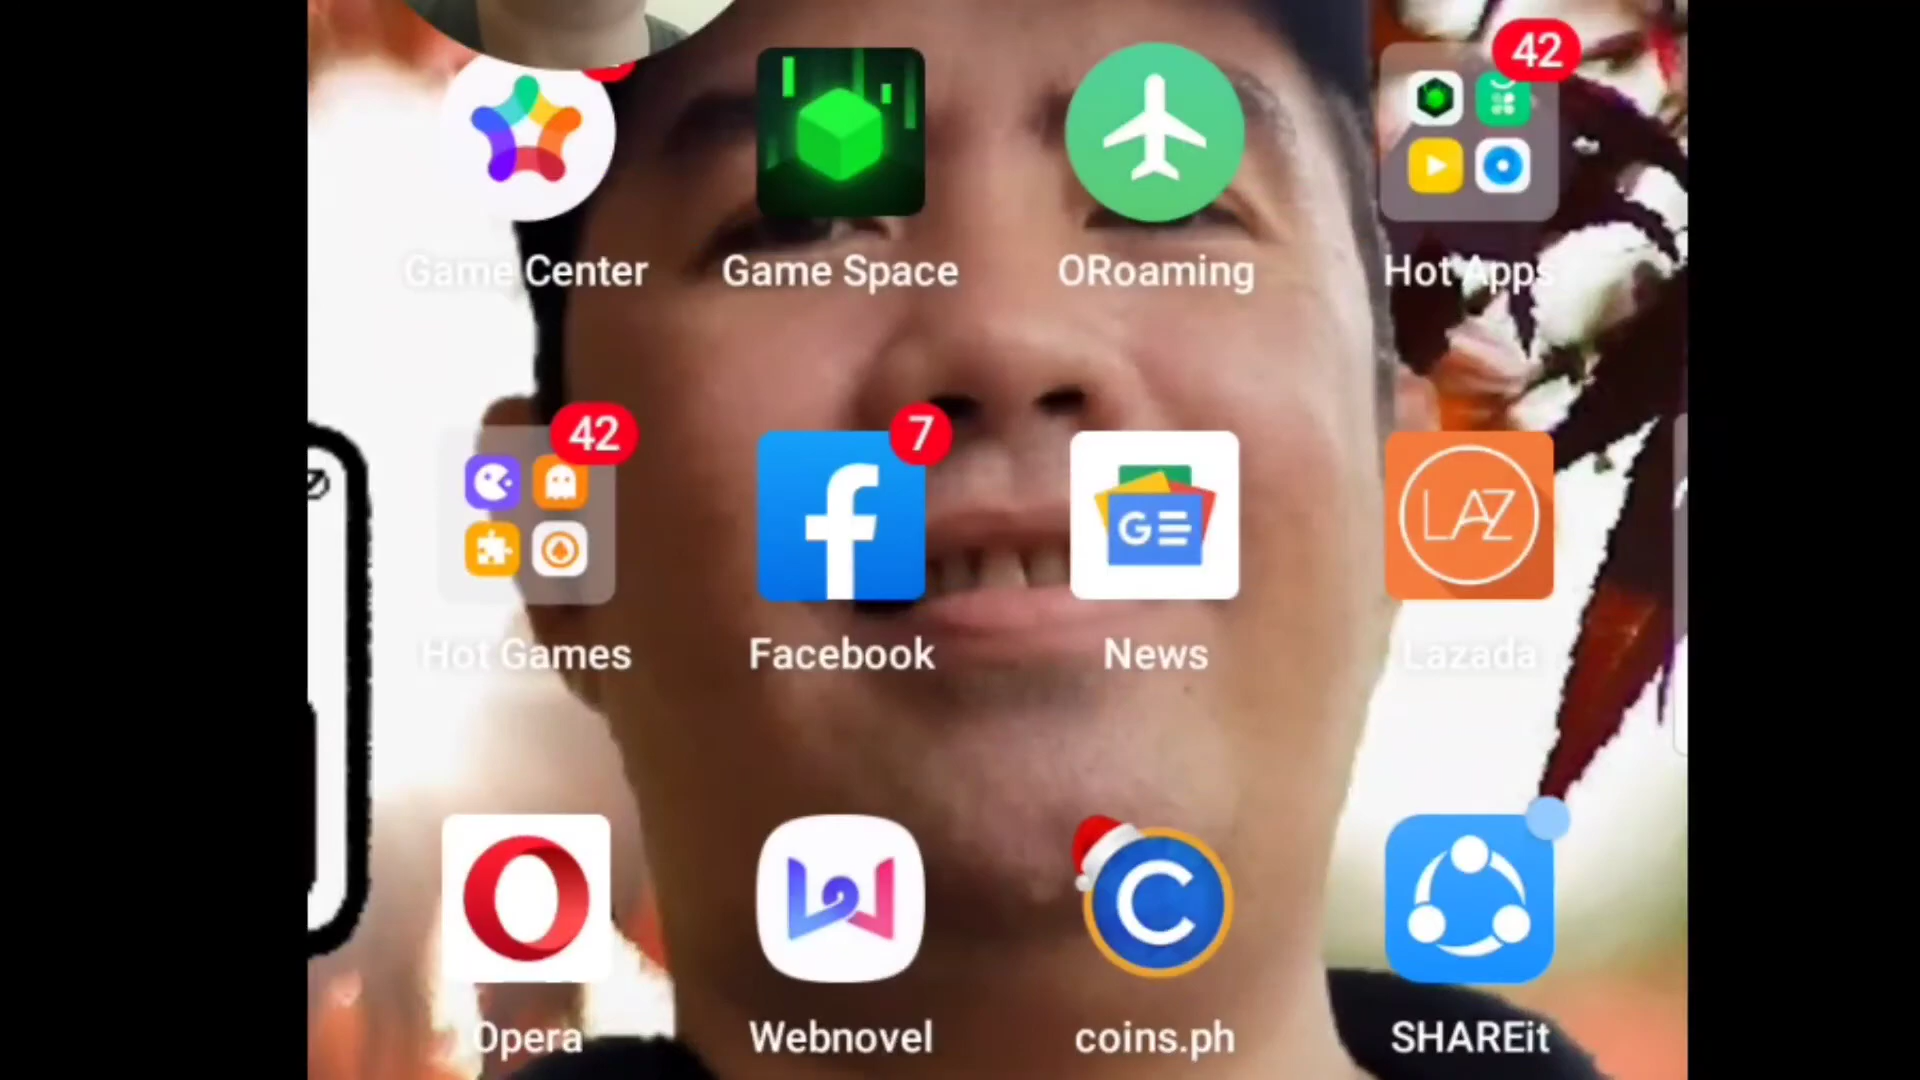 42
Game Center
Game Space
ORoaming
Hot Apps
42
7
G
LAZ
Hot Games
Facebook
News
Lazada
C
Opera
Webnovel
coins.ph
SHAREit